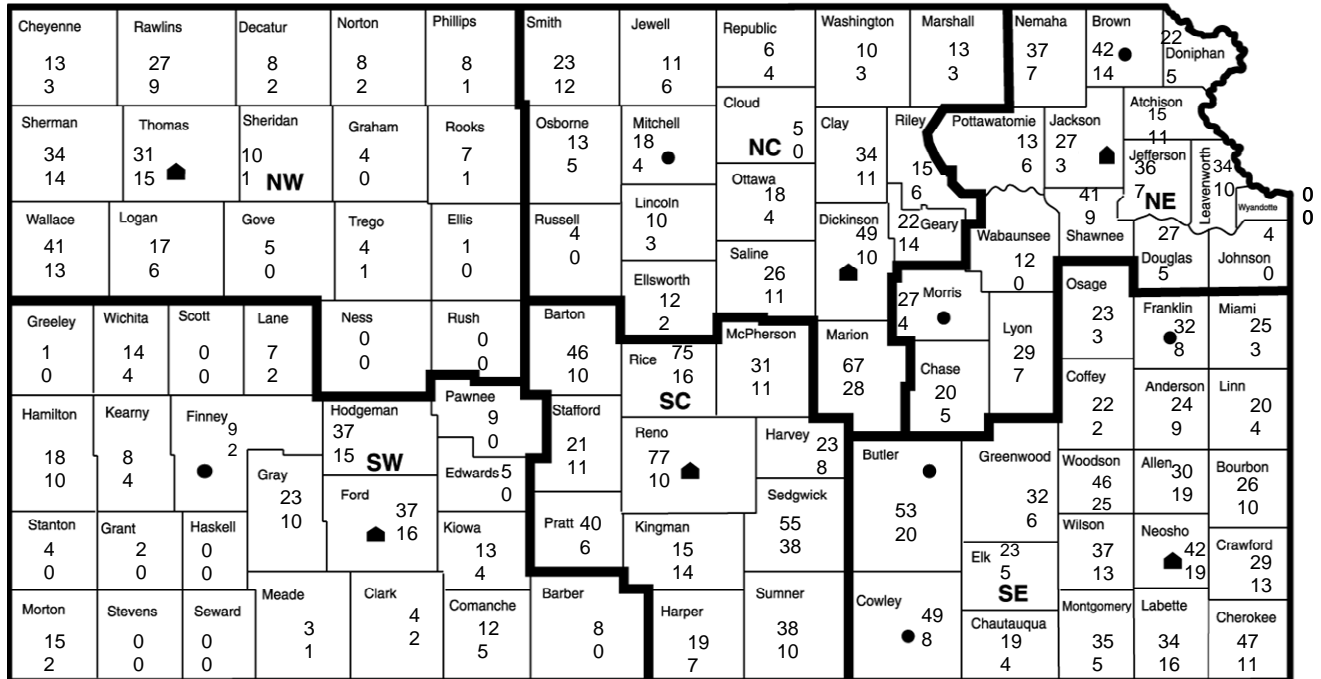 Cheyenne
13
3
Rawlins
27
9
Decatur
8
2
Norton
8
2
Phillips
8
1
Smith
23
12
Jewell
11
6
Republic
6
4
Washington
10
3
Marshall
13
3
Nemaha
37
7
Brown
42
14
22
Doniphan
5
Sherman
34
14
Thomas
31
15
Sheridan
10
1
NW
Graham
4
0
Rooks
7
1
Osborne
13
5
Mitchell
18
4
Cloud
5
0
NC
Clay
34
11
Riley
15
6
Pottawatomie
13
6
Jackson
27
3
Atchison
15
11
Jefferson
36
7
NE
Leavenworth
34
10
Wyandotte
0
0
Wallace
41
13
Logan
17
6
Gove
5
0
Trego
4
1
Ellis
1
0
Russell
4
0
Lincoln
10
3
Ottawa
18
4
Dickinson
49
10
22
Geary
14
Wabaunsee
12
0
41
9
Shawnee
27
Douglas
5
4
Johnson
0
Ellsworth
12
2
Saline
26
11
27
Morris
4
Osage
23
3
Franklin
32
8
Miami
25
3
Greeley
1
0
Wichita
14
4
Scott
0
0
Lane
7
2
Ness
0
0
Rush
0
0
Barton
46
10
Rice
75
16
SC
McPherson
31
11
Marion
67
28
Chase
20
5
Lyon
29
7
Coffey
22
2
Anderson
24
9
Linn
20
4
Hamilton
18
10
Kearny
8
4
Finney
9
2
Hodgeman
37
15
SW
Pawnee
9
0
Stafford
21
11
Reno
77
10
Harvey
23
8
Butler
53
20
Greenwood
32
6
Woodson
46
25
Allen
30
19
Bourbon
26
10
Gray
23
10
Ford
37
16
Edwards
5
0
Sedgwick
55
38
Stanton
4
0
Grant
2
0
Haskell
0
0
Kiowa
13
4
Pratt
40
6
Kingman
15
14
Elk
23
5
SE
Wilson
37
13
Neosho
42
19
Crawford
29
13
Morton
15
2
Stevens
0
0
Seward
0
0
Meade
3
1
Clark
4
2
Comanche
12
5
Barber
8
0
Harper
19
7
Sumner
38
10
Cowley
49
8
Chautauqua
19
4
Montgomery
35
5
Labette
34
16
Cherokee
47
11